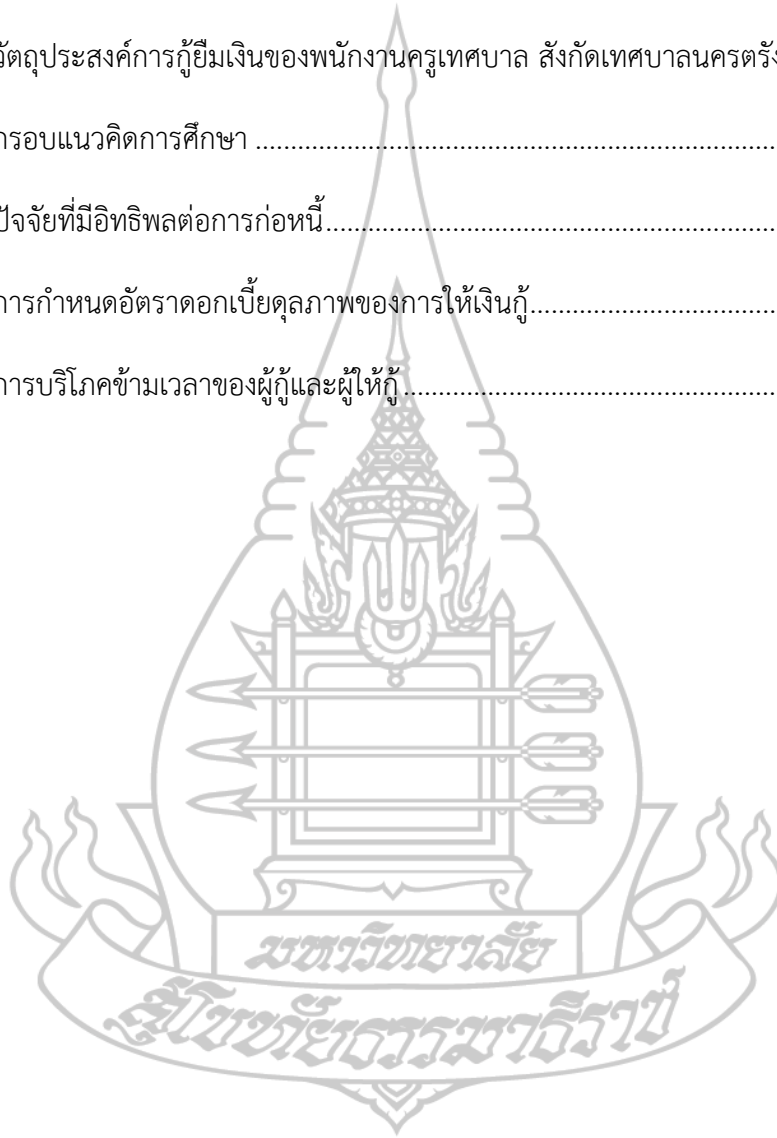 วัตถุประสงค์การกู้ยืมเงินของพนักงานครูเทศบาล สังกัดเทศบาลนครตรัง
กรอบแนวคิดการศึกษา ..........................................................................
ปัจจัยที่มีอิทธิพลต่อการก่อหนี้..............................................................
การกำหนดอัตราดอกเบี้ยดุลภาพของการให้เงินกู้..................................
การบริโภคข้ามเวลาของผู้กู้และผู้ให้กู้ ....................................................
มหาวิทยาลัย
สุโขทัยธรรมาธิราช